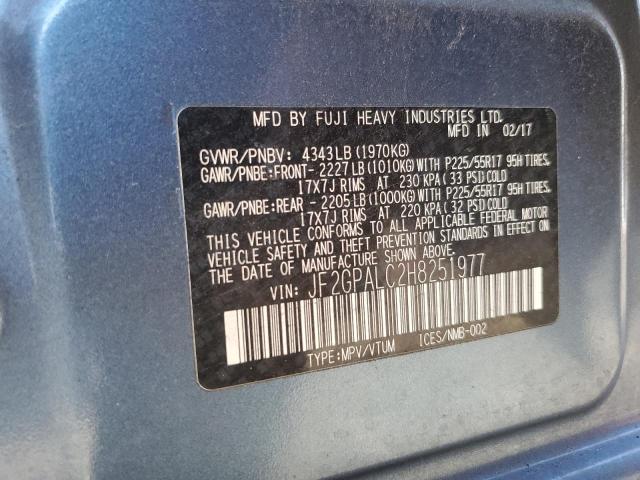 MFD BY FUJI HEAVY INDUSTRIES LTD.
MFD IN 02/17
GVWR/PNBV: 4343LB(1970KG)
GAWR/PNBE:FRONT- 2227LB(1010KG)WITH P225/55R17 95H TIRES,
17X7J RIMS AT 230 KPA(33 PSI)COLD
GAWR/PNBE:REAR - 2205LB(1000KG)WITH P225/55R17 95H TIRES,
17X7J RIMS AT 220 KPA(32 PSI)COLD
THIS VEHICLE CONFORMS TO ALL APPLICABLE FEDERAL MOTOR
VEHICLE SAFETY AND THEFT PREVENTION STANDARDS IN EFFECT ON
THE DATE OF MANUFACTURE SHOWN ABOVE.
VIN: JF2GPALC2H8251977
TYPE:MPV/VTUM ICES/NMB-002